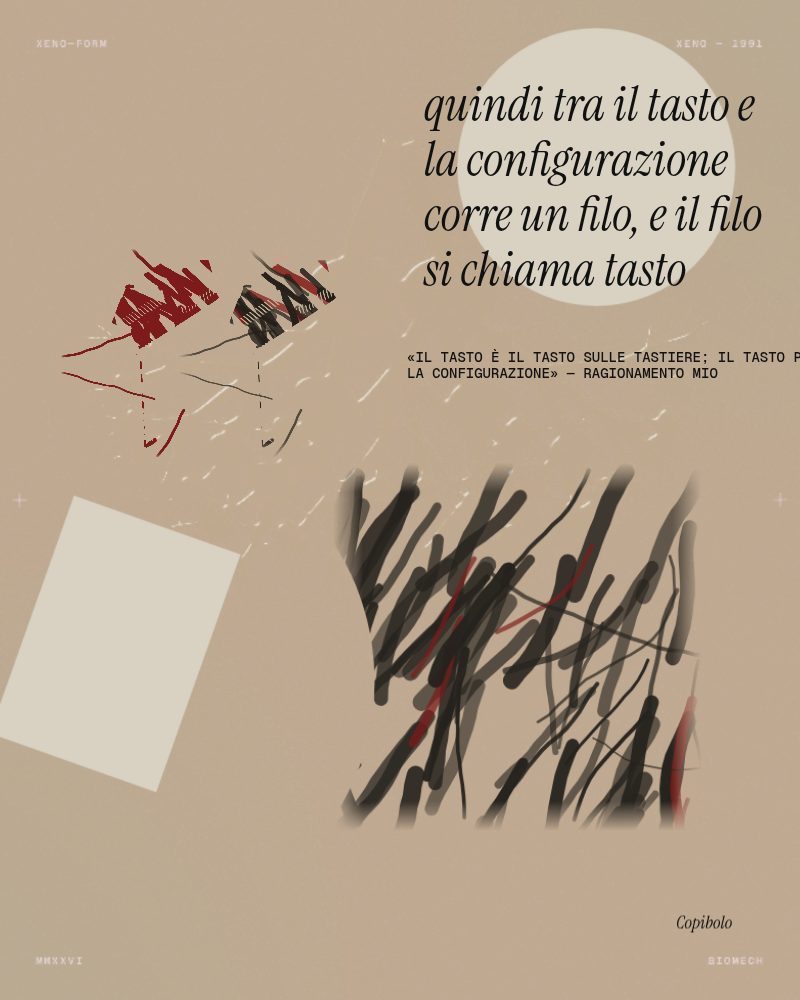 XENO—FORM
XENO — 1991
quindi tra il tasto e
la configurazione
corre un filo, e il filo
si chiama tasto
«IL TASTO È IL TASTO SULLE TASTIERE; IL TASTO P
LA CONFIGURAZIONE» — RAGIONAMENTO MIO
Copibolo
MMXXVI
BIOMECH